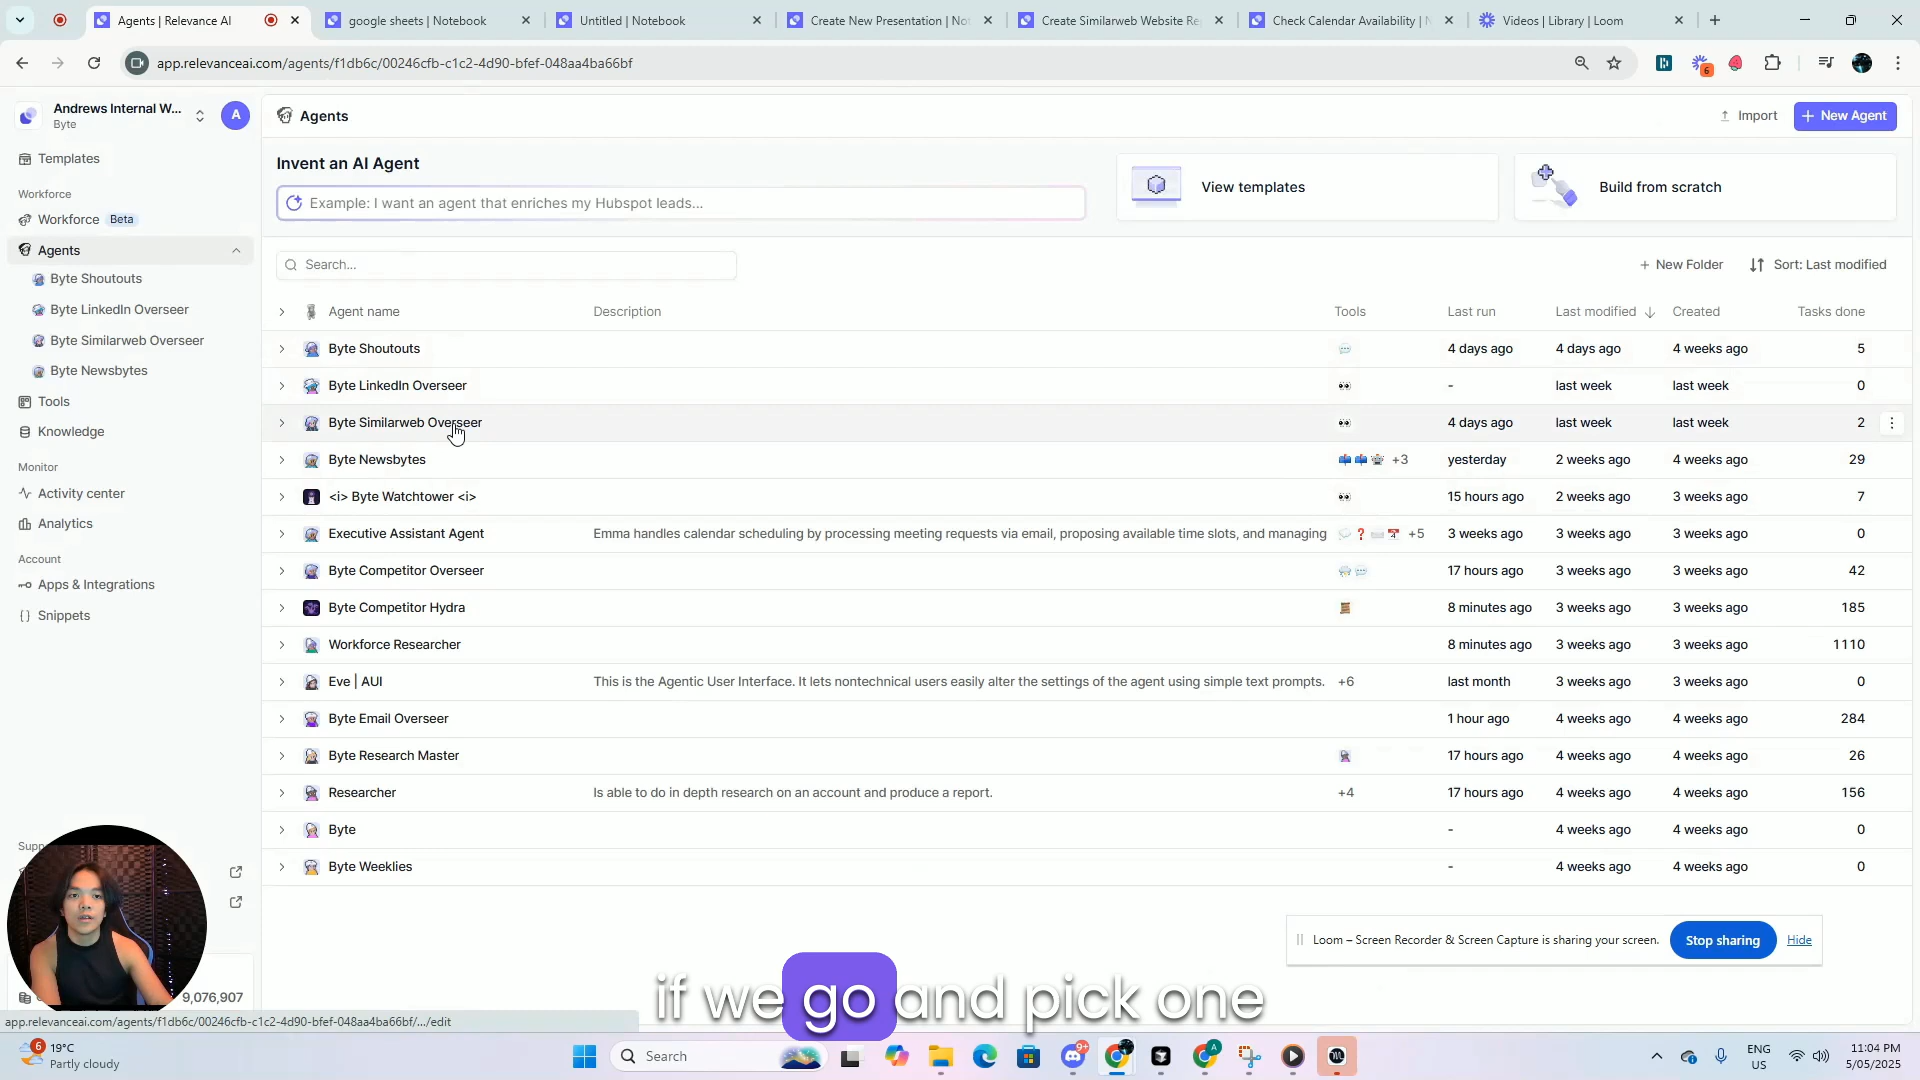 Agents | Relevance AI
google sheets | Notebook
Untitled | Notebook
Create New Presentation | No
Create Similarweb Website Re
Check Calendar Availability | N
Videos | Library | Loom
app.relevanceai.com/agents/f1db6c/00246cfb-c1c2-4d90-bfef-048aa4ba66bf
6
Andrews Internal W...
Byte
A
Templates
Workforce
Workforce Beta
Agents
Byte Shoutouts
Byte LinkedIn Overseer
Byte Similarweb Overseer
Byte Newsbytes
Tools
Knowledge
Monitor
Activity center
Analytics
Account
Apps & Integrations
Snippets
Supp
9,076,907
Agents
Import
+ New Agent
Invent an AI Agent
Example: I want an agent that enriches my Hubspot leads...
View templates
Build from scratch
Search...
+ New Folder
Sort: Last modified
Agent name Description Tools Last run Last modified Created Tasks done
Byte Shoutouts 4 days ago 4 days ago 4 weeks ago 5
Byte LinkedIn Overseer - last week last week 0
Byte Similarweb Overseer 4 days ago last week last week 2
Byte Newsbytes +3 yesterday 2 weeks ago 4 weeks ago 29
<i> Byte Watchtower <i> 15 hours ago 2 weeks ago 3 weeks ago 7
Executive Assistant Agent Emma handles calendar scheduling by processing meeting requests via email, proposing available time slots, and managing +5 3 weeks ago 3 weeks ago 3 weeks ago 0
Byte Competitor Overseer 17 hours ago 3 weeks ago 3 weeks ago 42
Byte Competitor Hydra 8 minutes ago 3 weeks ago 3 weeks ago 185
Workforce Researcher 8 minutes ago 3 weeks ago 3 weeks ago 1110
Eve | AUI This is the Agentic User Interface. It lets nontechnical users easily alter the settings of the agent using simple text prompts. +6 last month 3 weeks ago 3 weeks ago 0
Byte Email Overseer 1 hour ago 4 weeks ago 4 weeks ago 284
Byte Research Master 17 hours ago 4 weeks ago 4 weeks ago 26
Researcher Is able to do in depth research on an account and produce a report. +4 17 hours ago 4 weeks ago 4 weeks ago 156
Byte - 4 weeks ago 4 weeks ago 0
Byte Weeklies - 4 weeks ago 4 weeks ago 0
Loom – Screen Recorder & Screen Capture is sharing your screen. Stop sharing Hide
if we go and pick one
app.relevanceai.com/agents/f1db6c/00246cfb-c1c2-4d90-bfef-048aa4ba66bf/.../edit
6
19°C
Partly cloudy
Search
9+
A
ENG
US
11:04 PM
5/05/2025